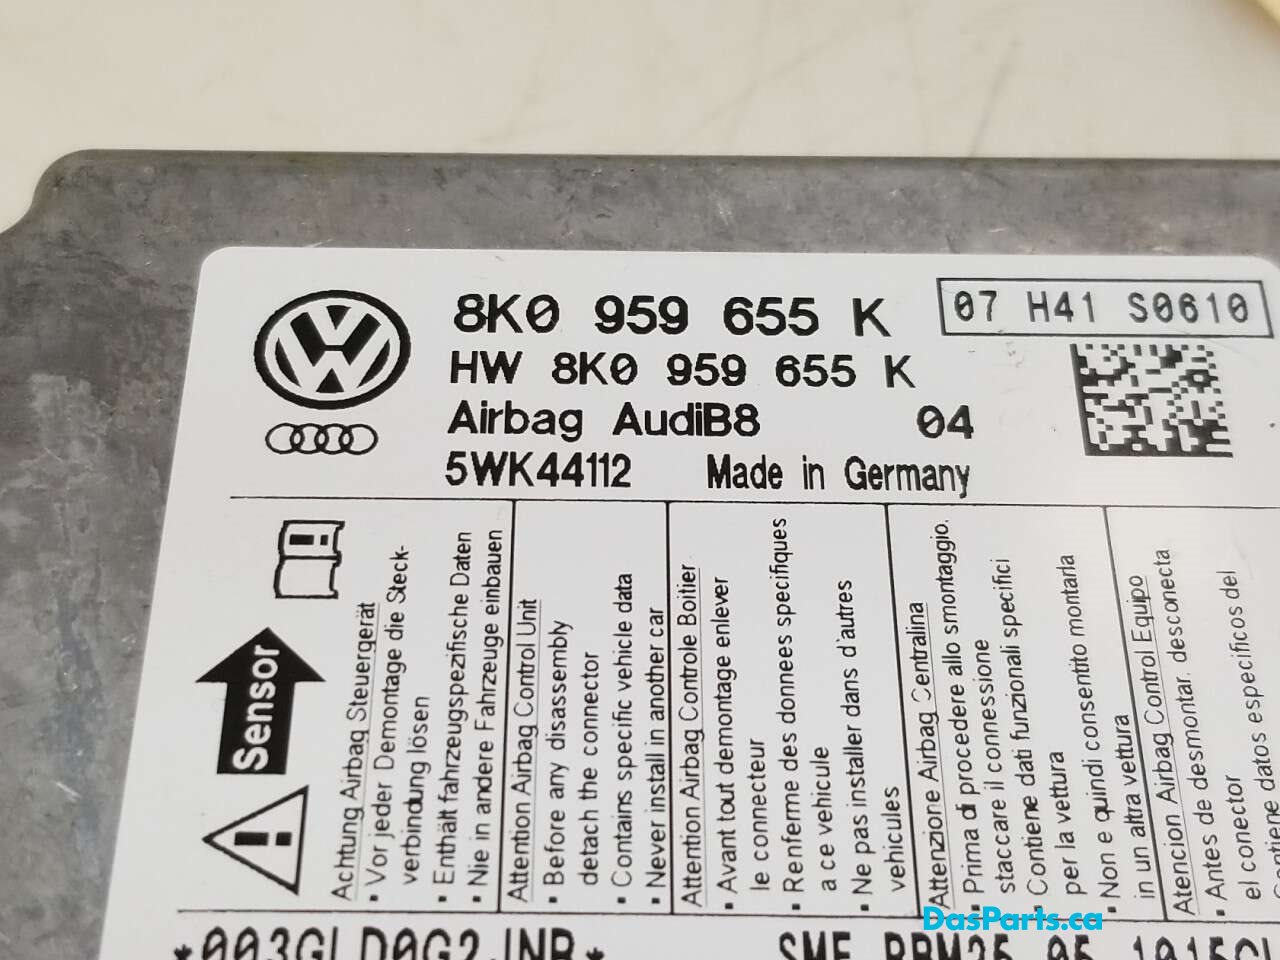 8K0 959 655 K
07 H41 S0610
HW 8K0 959 655 K
Airbag AudiB8 04
5WK44112 Made in Germany
Sensor
Achtung Airbag Steuergerät
• Vor jeder Demontage die Steck-
verbindung lösen
• Enthält fahrzeugspezifische Daten
• Nie in andere Fahrzeuge einbauen
Attention Airbag Control Unit
• Before any disassembly
detach the connector
• Contains specific vehicle data
• Never install in another car
Attention Airbag Controle Boîtier
• Avant tout demontage enlever
le connecteur
• Renferme des donnees specifiques
a ce vehicule
• Ne pas installer dans d'autres
vehicules
Attenzione Airbag Centralina
• Prima di procedere allo smontaggio.
staccare il connessione
• Contiene dati funzionali specifici
per la vettura
• Non e quindi consentito montarla
in un altra vettura
Atencion Airbag Control Equipo
• Antes de desmontar. desconecta
el conector
datos especificos del
DasParts.ca